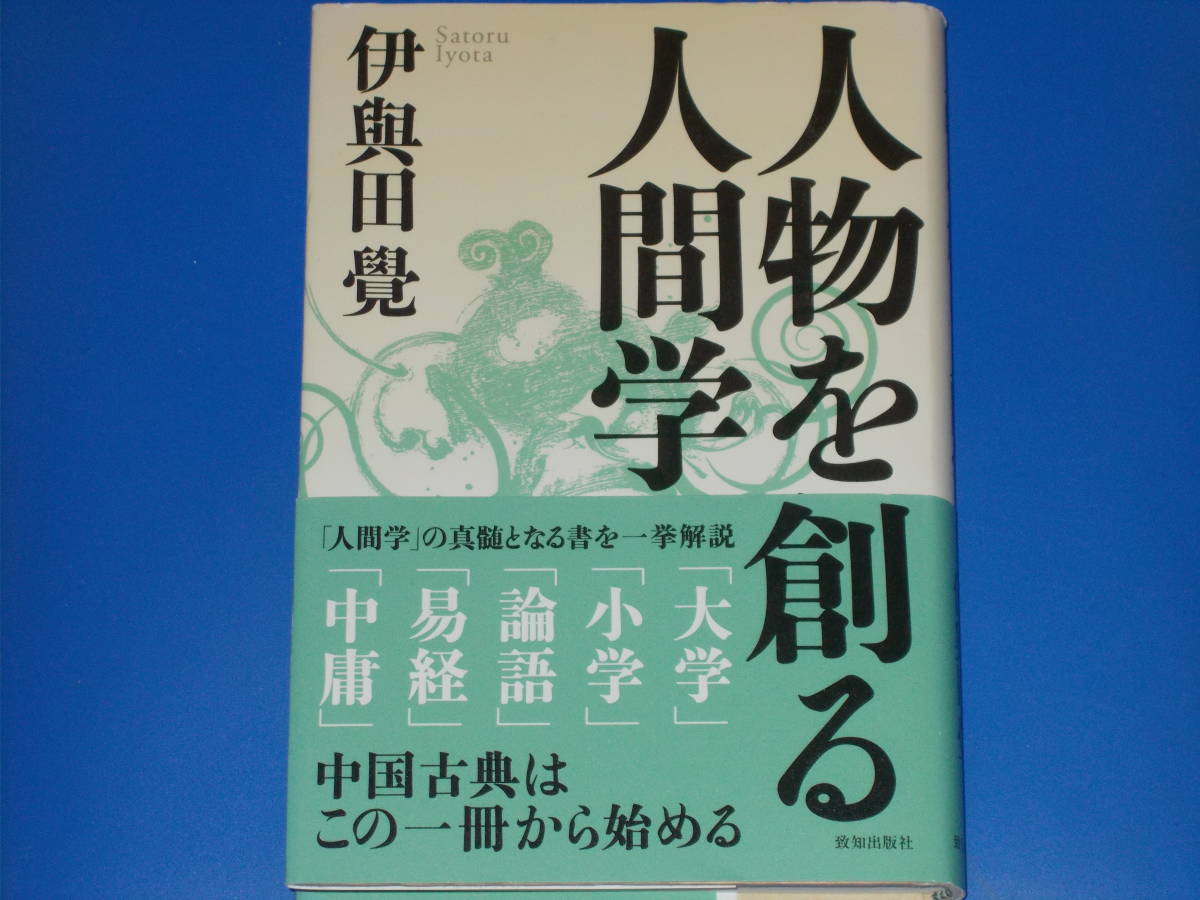 人物を創る
人間学
伊與田 覺
Satoru
Iyota
「人間学」の真髄となる書を一挙解説
「大学」
「小学」
「論語」
「易経」
「中庸」
中国古典は
この一冊から始める
致知出版社